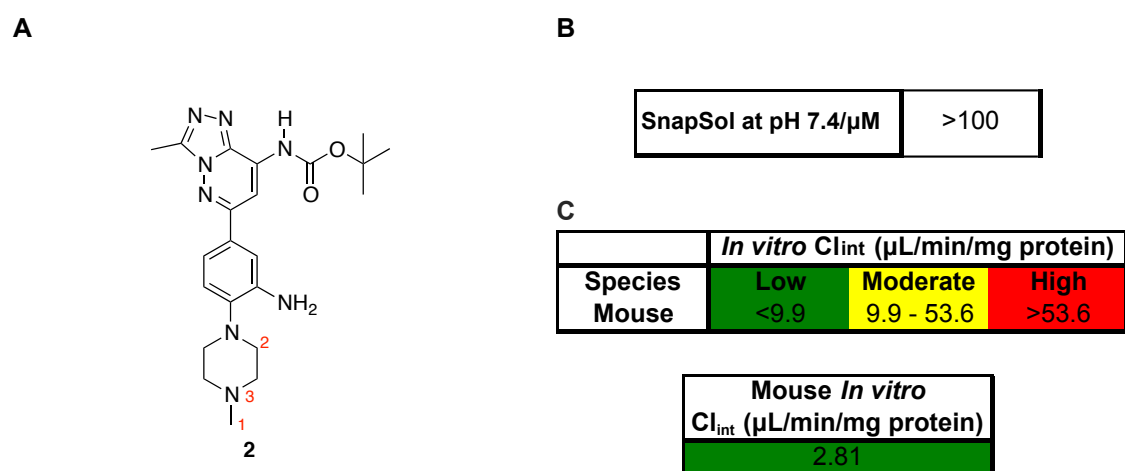 A
B
N N
H
N
N
N
O
O
NH2
N
2
N 3
1
2
SnapSol at pH 7.4/µM >100
C
In vitro Clint (µL/min/mg protein)
Species Low Moderate High
Mouse <9.9 9.9 - 53.6 >53.6
Mouse In vitro
Clint (µL/min/mg protein)
2.81